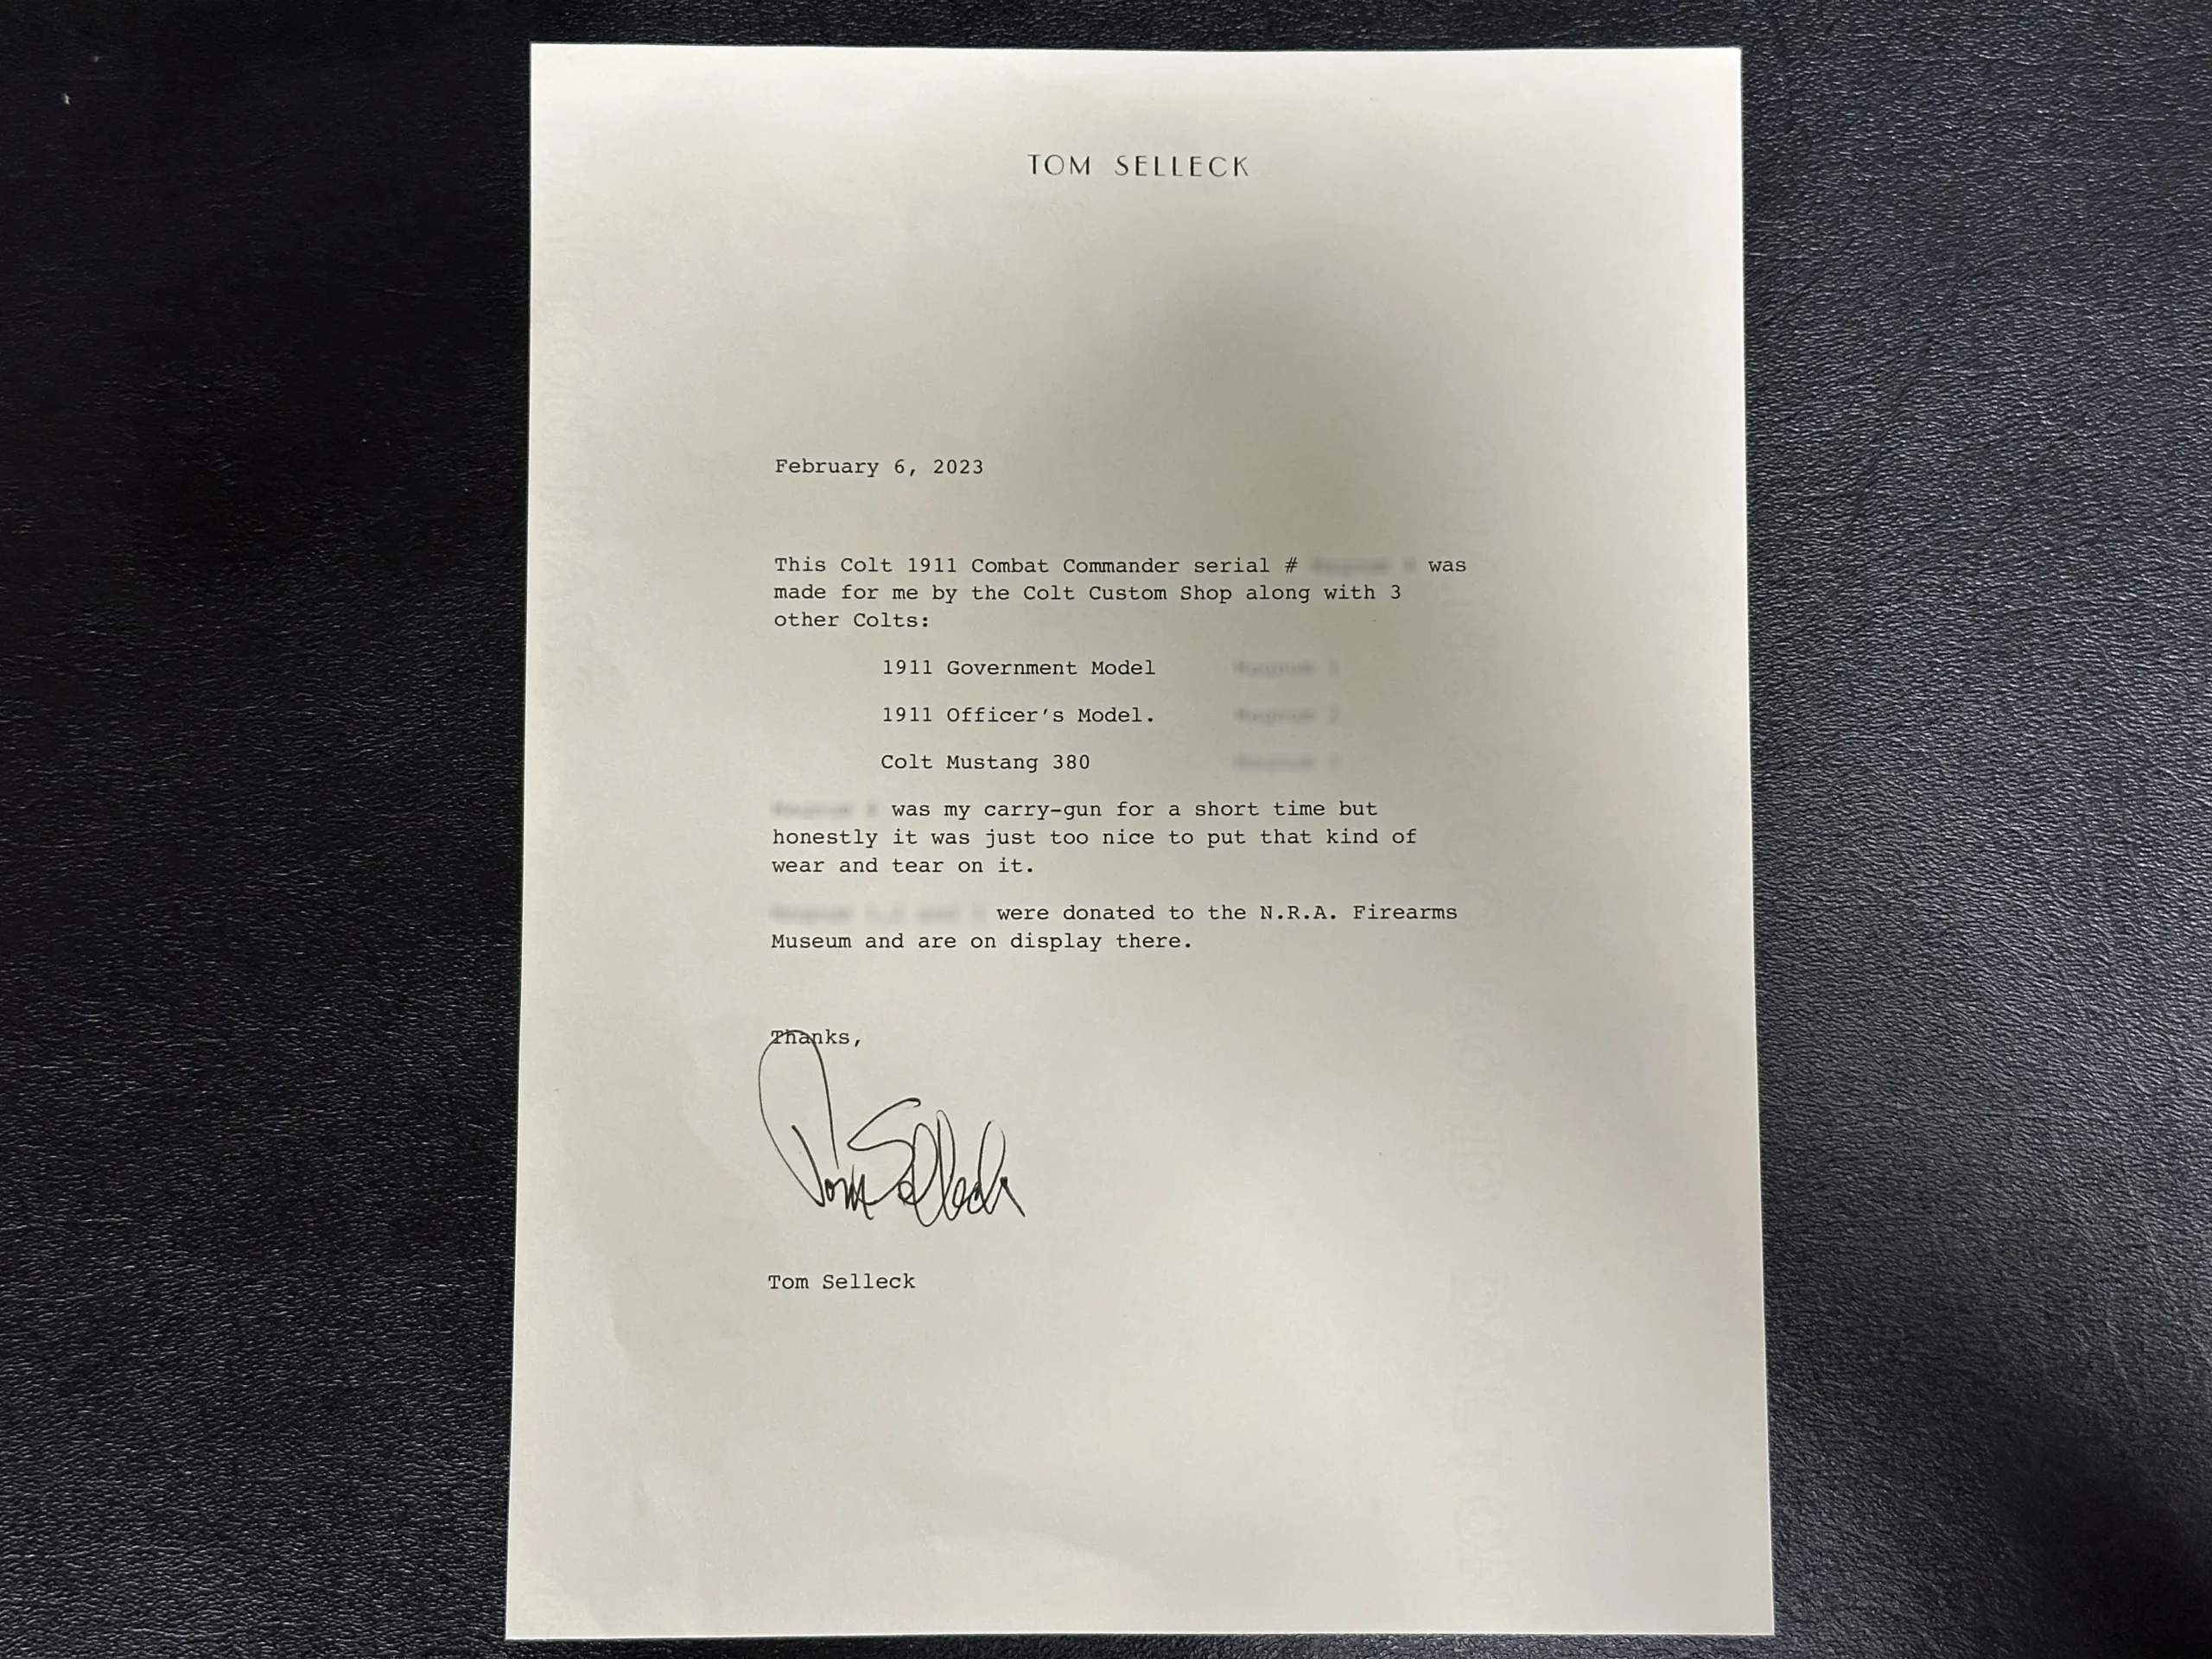 TOM SELLECK
February 6, 2023
This Colt 1911 Combat Commander serial # was
made for me by the Colt Custom Shop along with 3
other Colts:
1911 Government Model
1911 Officer's Model.
Colt Mustang 380
was my carry-gun for a short time but
honestly it was just too nice to put that kind of
wear and tear on it.
were donated to the N.R.A. Firearms
Museum and are on display there.
Thanks,
Tom Selleck
Tom Selleck